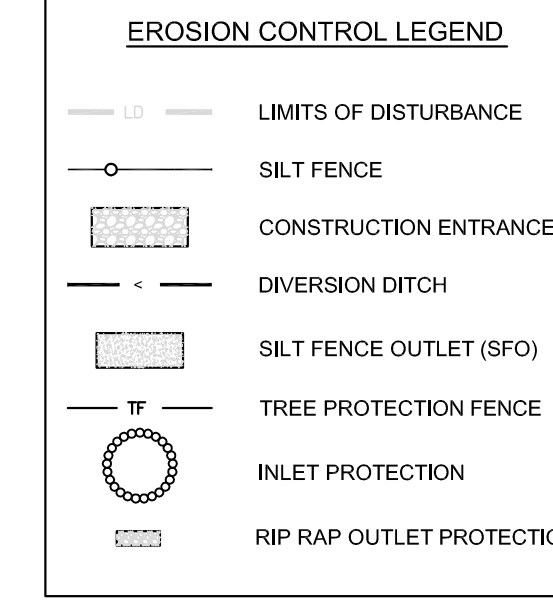 EROSION CONTROL LEGEND
LD LIMITS OF DISTURBANCE
SILT FENCE
CONSTRUCTION ENTRANCE
< DIVERSION DITCH
SILT FENCE OUTLET (SFO)
TF TREE PROTECTION FENCE
INLET PROTECTION
RIP RAP OUTLET PROTECTIO